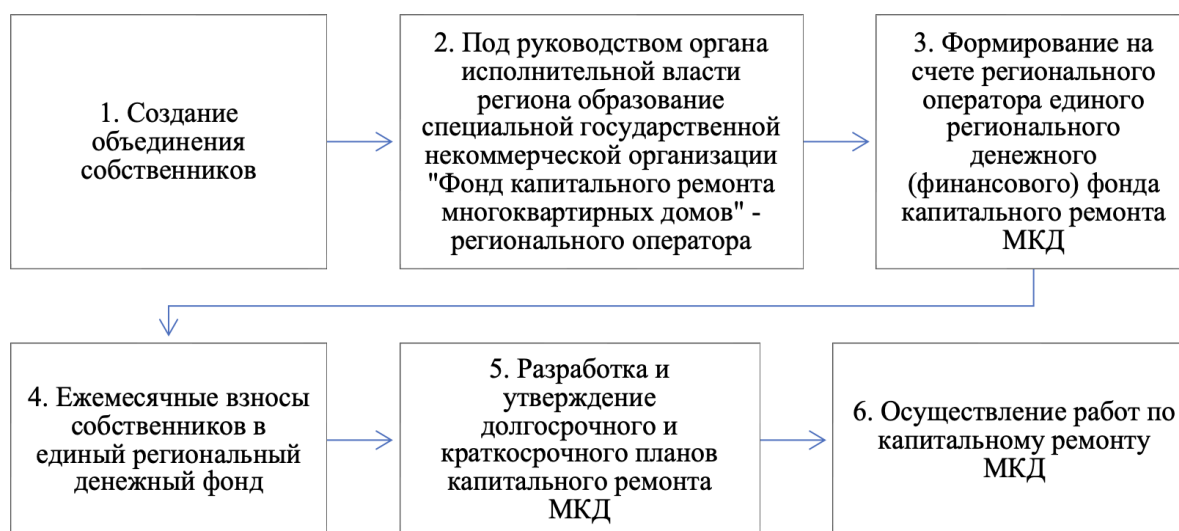 1. Создание
объединения
собственников
2. Под руководством органа
исполнительной власти
региона образование
специальной государственной
некоммерческой организации
"Фонд капитального ремонта
многоквартирных домов" -
регионального оператора
3. Формирование на
счете регионального
оператора единого
регионального
денежного
(финансового) фонда
капитального ремонта
МКД
4. Ежемесячные взносы
собственников в
единый региональный
денежный фонд
5. Разработка и
утверждение
долгосрочного и
краткосрочного планов
капитального ремонта
МКД
6. Осуществление работ по
капитальному ремонту
МКД